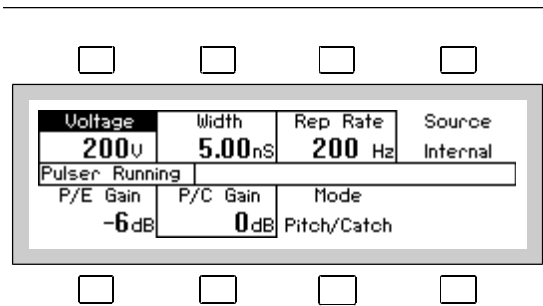 Voltage Width Rep Rate Source
200V 5.00nS 200 Hz Internal
Pulser Running
P/E Gain P/C Gain Mode
-6dB 0dB Pitch/Catch